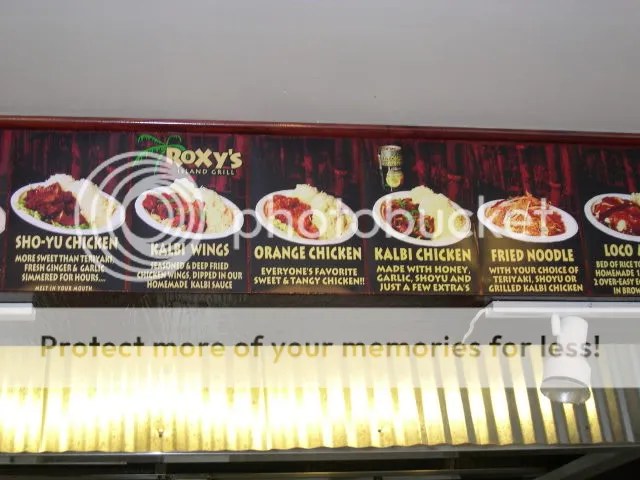 Roxy's
ISLAND GRILL
SHO-YU CHICKEN
MORE SWEET THAN TERIYAKI
FRESH GINGER & GARLIC
SIMMERED FOR HOURS...
MELT IN YOUR MOUTH
KALBI WINGS
SEASONED & DEEP FRIED
CHICKEN WINGS, DIPPED IN OUR
HOMEMADE KALBI SAUCE
ORANGE CHICKEN
EVERYONE'S FAVORITE
SWEET & TANGY CHICKEN!!
KALBI CHICKEN
MADE WITH HONEY,
GARLIC, SHOYU AND
JUST A FEW EXTRA'S
FRIED NOODLE
WITH YOUR CHOICE OF
TERIYAKI, SHOYU OR
GRILLED KALBI CHICKEN
LOCO
BED OF RICE TO
HOMEMADE
2 OVER-EASY
IN BROW
photobucket
Protect more of your memories for less!